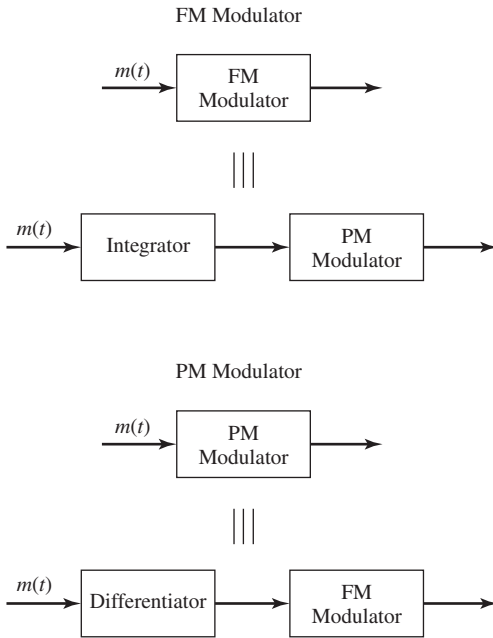 FM Modulator
m(t)
FM
Modulator
m(t)
Integrator
PM
Modulator
PM Modulator
m(t)
PM
Modulator
m(t)
Differentiator
FM
Modulator